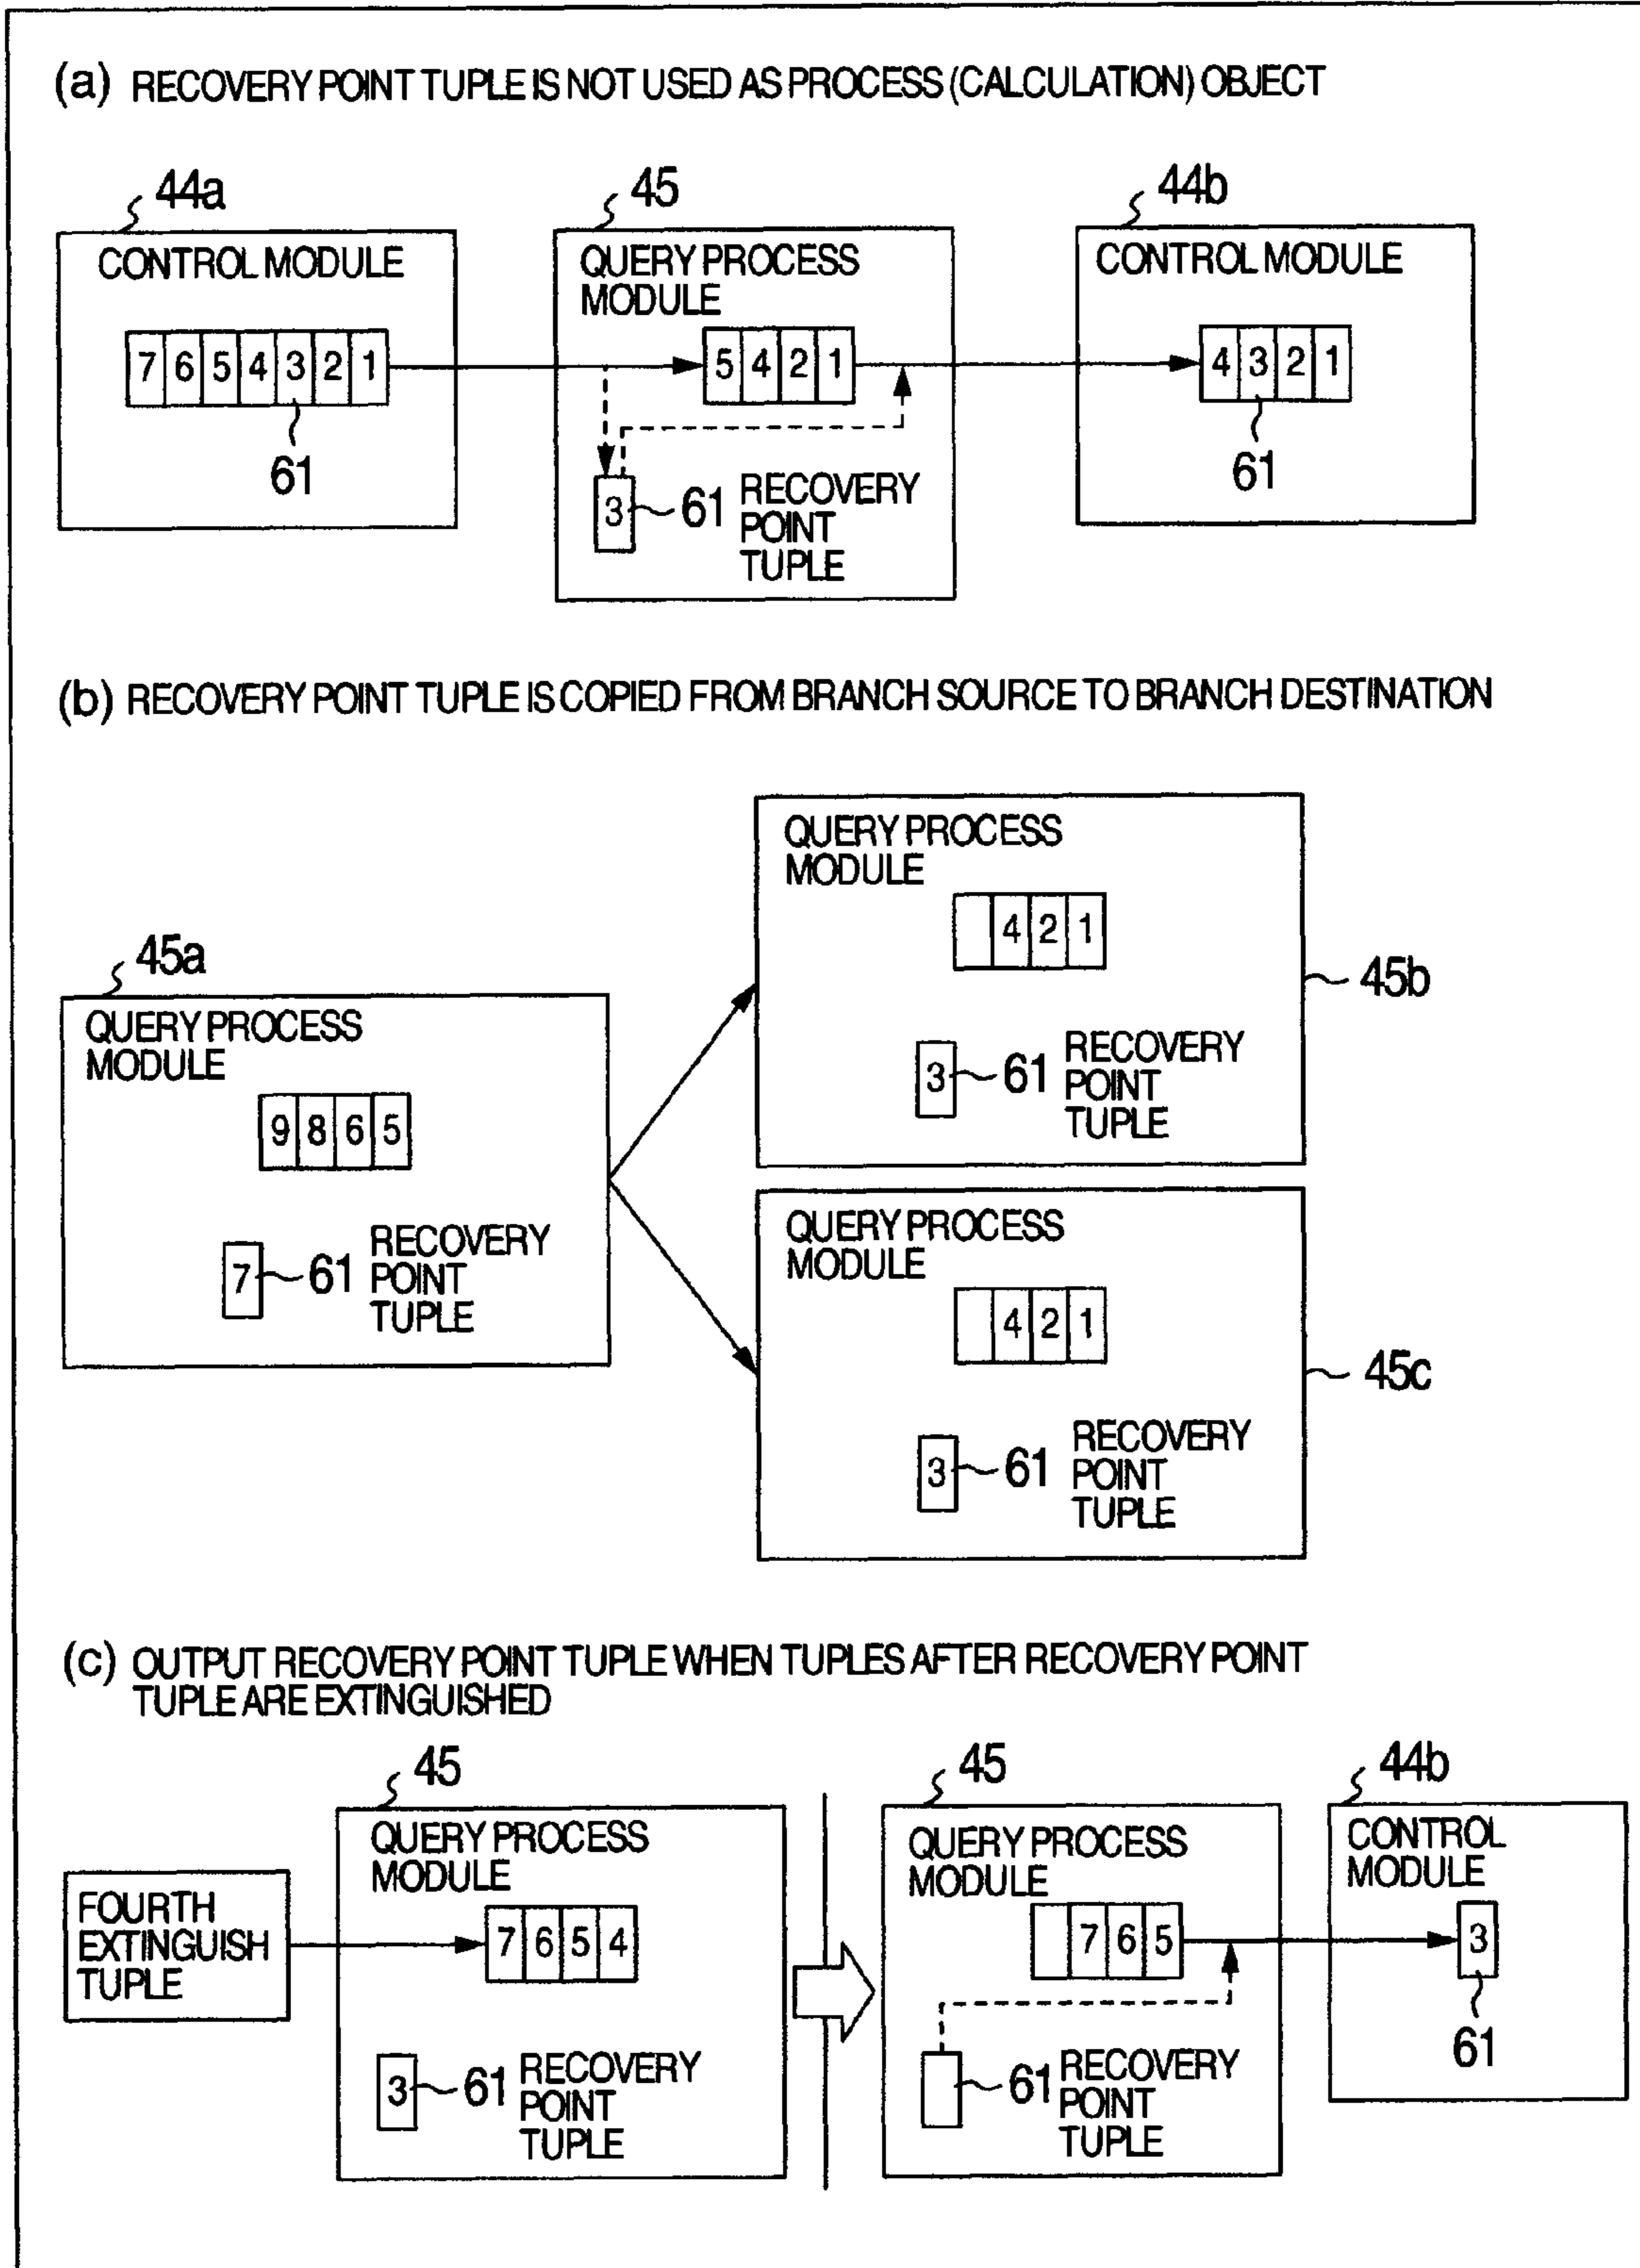 (a) RECOVERY POINT TUPLE IS NOT USED AS PROCESS (CALCULATION) OBJECT
44a
CONTROL MODULE
7 6 5 4 3 2 1
61
45
QUERY PROCESS
MODULE
5 4 2 1
3
61
RECOVERY
POINT
TUPLE
44b
CONTROL MODULE
4 3 2 1
61
(b) RECOVERY POINT TUPLE IS COPIED FROM BRANCH SOURCE TO BRANCH DESTINATION
45a
QUERY PROCESS
MODULE
9 8 6 5
7
61
RECOVERY
POINT
TUPLE
QUERY PROCESS
MODULE
4 2 1
45b
3
61
RECOVERY
POINT
TUPLE
QUERY PROCESS
MODULE
4 2 1
45c
3
61
RECOVERY
POINT
TUPLE
(c) OUTPUT RECOVERY POINT TUPLE WHEN TUPLES AFTER RECOVERY POINT
TUPLE ARE EXTINGUISHED
FOURTH
EXTINGUISH
TUPLE
45
QUERY PROCESS
MODULE
7 6 5 4
3
61
RECOVERY
POINT
TUPLE
45
QUERY PROCESS
MODULE
7 6 5
61
RECOVERY
POINT
TUPLE
44b
CONTROL
MODULE
3
61